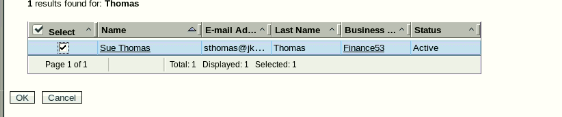 1 results found for: Thomas
Select Name E-mail Ad... Last Name Business ... Status
Sue Thomas sthomas@jk... Thomas Finance53 Active
Page 1 of 1 Total: 1 Displayed: 1 Selected: 1
OK Cancel